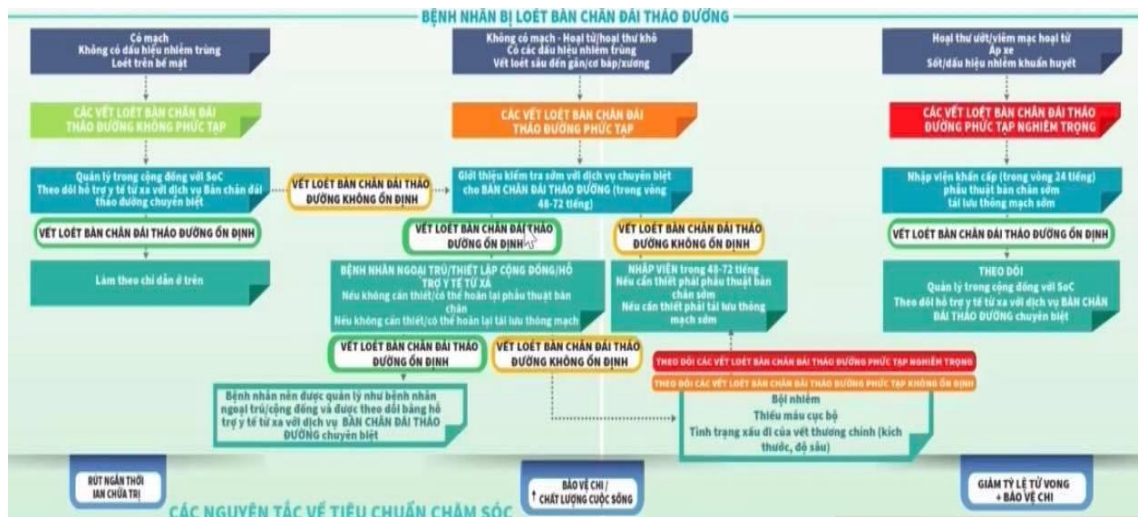 BỆNH NHÂN BỊ LOÉT BÀN CHÂN ĐÁI THÁO ĐƯỜNG
Có mạch
Không có dấu hiệu nhiễm trùng
Loét trên bề mặt
Không có mạch - Hoại tử/hoại thư khô
Có các dấu hiệu nhiễm trùng
Vết loét sâu đến gân/cơ bắp/xương
Hoại thư ướt/viêm mạc hoại tử
Áp xe
Sốt/dấu hiệu nhiễm khuẩn huyết
CÁC VẾT LOÉT BÀN CHÂN ĐÁI
THÁO ĐƯỜNG KHÔNG PHỨC TẠP
CÁC VẾT LOÉT BÀN CHÂN ĐÁI
THÁO ĐƯỜNG PHỨC TẠP
CÁC VẾT LOÉT BÀN CHÂN ĐÁI THÁO
ĐƯỜNG PHỨC TẠP NGHIÊM TRỌNG
Quản lý trong cộng đồng với SoC
Theo dõi hỗ trợ y tế từ xa với dịch vụ Bàn chân đái
tháo đường chuyên biệt
VẾT LOÉT BÀN CHÂN ĐÁI THÁO
ĐƯỜNG KHÔNG ỔN ĐỊNH
Giới thiệu kiểm tra sớm với dịch vụ chuyên biệt
cho BÀN CHÂN ĐÁI THÁO ĐƯỜNG (trong vòng
48-72 tiếng)
Nhập viện khẩn cấp (trong vòng 24 tiếng)
phẫu thuật bàn chân sớm
tái lưu thông mạch sớm
VẾT LOÉT BÀN CHÂN ĐÁI THÁO ĐƯỜNG ỔN ĐỊNH
VẾT LOÉT BÀN CHÂN ĐÁI THÁO
ĐƯỜNG ỔN ĐỊNH
VẾT LOÉT BÀN CHÂN ĐÁI THÁO
ĐƯỜNG KHÔNG ỔN ĐỊNH
VẾT LOÉT BÀN CHÂN ĐÁI THÁO ĐƯỜNG ỔN ĐỊNH
Làm theo chỉ dẫn ở trên
BỆNH NHÂN NGOẠI TRÚ/THIẾT LẬP CỘNG ĐỒNG/HỖ
TRỢ Y TẾ TỪ XA
Nếu không cần thiết/có thể hoãn lại phẫu thuật bàn
chân
Nếu không cần thiết/có thể hoãn lại tái lưu thông mạch
NHẬP VIỆN trong 48-72 tiếng
Nếu cần thiết phải phẫu thuật bàn
chân sớm
Nếu cần thiết phải tái lưu thông
mạch sớm
THEO DÕI
Quản lý trong cộng đồng với SoC
Theo dõi hỗ trợ y tế từ xa với dịch vụ BÀN CHÂN
ĐÁI THÁO ĐƯỜNG chuyên biệt
VẾT LOÉT BÀN CHÂN ĐÁI THÁO
ĐƯỜNG ỔN ĐỊNH
VẾT LOÉT BÀN CHÂN ĐÁI THÁO
ĐƯỜNG KHÔNG ỔN ĐỊNH
THEO DÕI CÁC VẾT LOÉT BÀN CHÂN ĐÁI THÁO ĐƯỜNG PHỨC TẠP NGHIÊM TRỌNG
THEO DÕI CÁC VẾT LOÉT BÀN CHÂN ĐÁI THÁO ĐƯỜNG PHỨC TẠP KHÔNG ỔN ĐỊNH
Bệnh nhân nên được quản lý như bệnh nhân
ngoại trú/cộng đồng và được theo dõi bằng hỗ
trợ y tế từ xa với dịch vụ BÀN CHÂN ĐÁI THÁO
ĐƯỜNG chuyên biệt
Bội nhiễm
Thiếu máu cục bộ
Tình trạng xấu đi của vết thương chính (kích
thước, độ sâu)
RÚT NGẮN THỜI
IAN CHỮA TRỊ
BẢO VỆ CHI /
↑ CHẤT LƯỢNG CUỘC SỐNG
GIẢM TỶ LỆ TỬ VONG
+ BẢO VỆ CHI
CÁC NGUYÊN TẮC VỀ TIÊU CHUẨN CHĂM SÓC